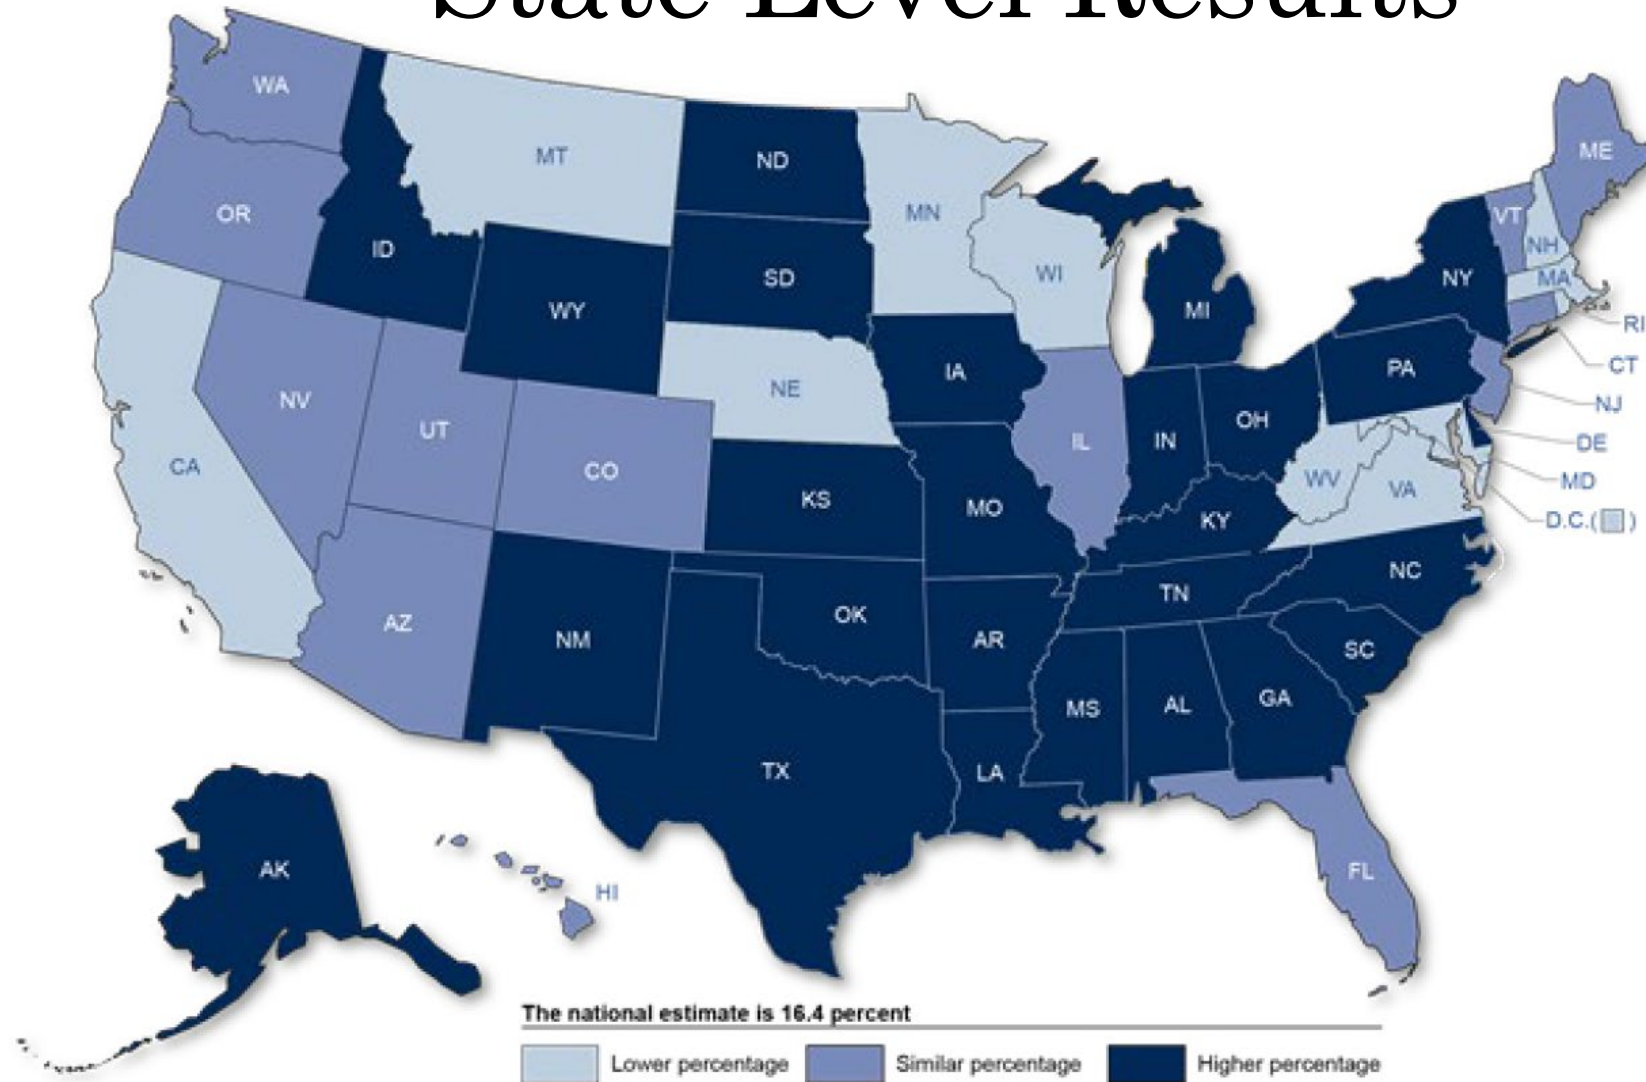 State Level Results
WA
MT
ND
ME
MN
OR
VT
ID
NH
WI
SD
MA
NY
WY
MI
RI
CT
PA
IA
NE
NV
NJ
UT
OH
IL
IN
DE
CA
CO
WV
MD
KS
VA
MO
KY
D.C.( )
NC
TN
OK
AZ
NM
AR
SC
GA
MS
AL
TX
LA
AK
FL
HI
The national estimate is 16.4 percent
Lower percentage
Similar percentage
Higher percentage